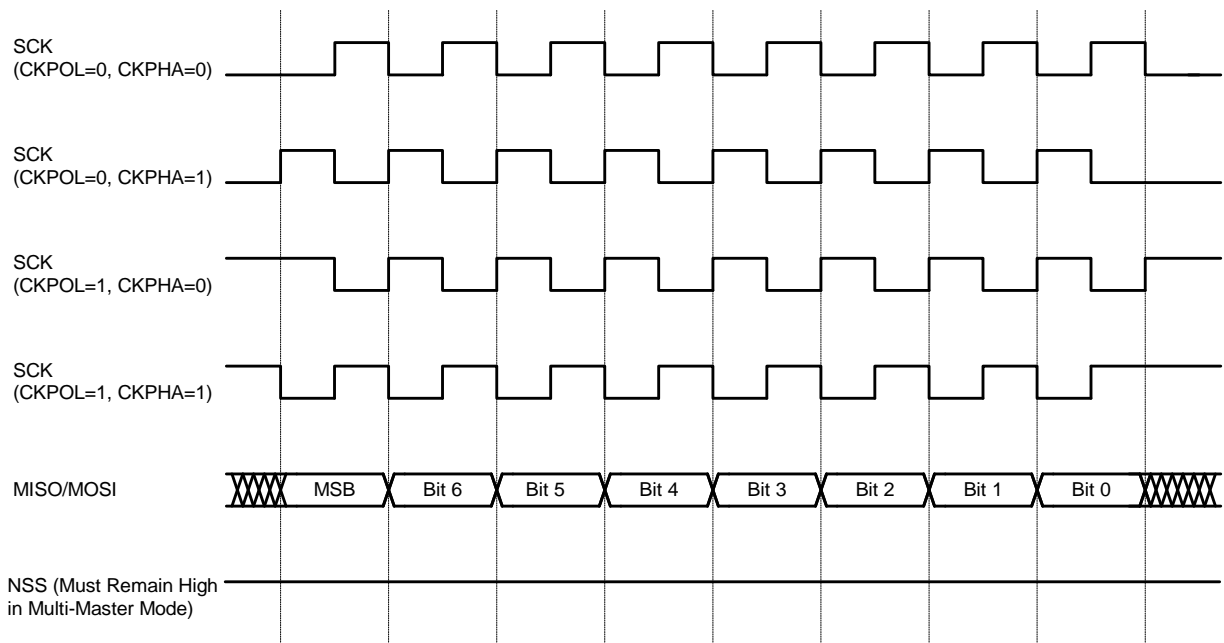 SCK
(CKPOL=0, CKPHA=0)
SCK
(CKPOL=0, CKPHA=1)
SCK
(CKPOL=1, CKPHA=0)
SCK
(CKPOL=1, CKPHA=1)
MISO/MOSI MSB Bit 6 Bit 5 Bit 4 Bit 3 Bit 2 Bit 1 Bit 0
NSS (Must Remain High
in Multi-Master Mode)